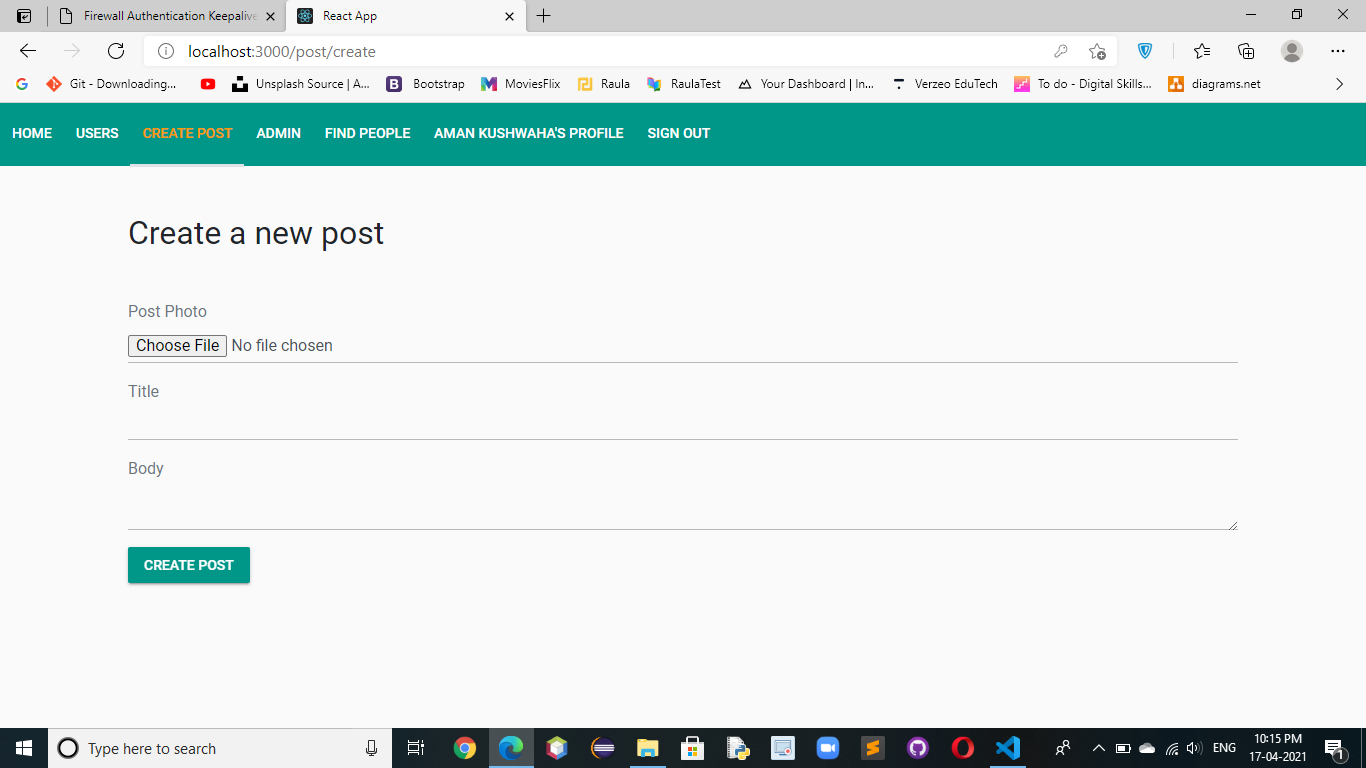 Firewall Authentication Keepalive
React App
localhost:3000/post/create
Git - Downloading...
Unsplash Source | A...
Bootstrap
MoviesFlix
Raula
RaulaTest
Your Dashboard | In...
Verzeo EduTech
To do - Digital Skills...
diagrams.net
HOME USERS CREATE POST ADMIN FIND PEOPLE AMAN KUSHWAHA'S PROFILE SIGN OUT
Create a new post
Post Photo
Choose File No file chosen
Title
Body
CREATE POST
Type here to search
ENG
10:15 PM
17-04-2021
1